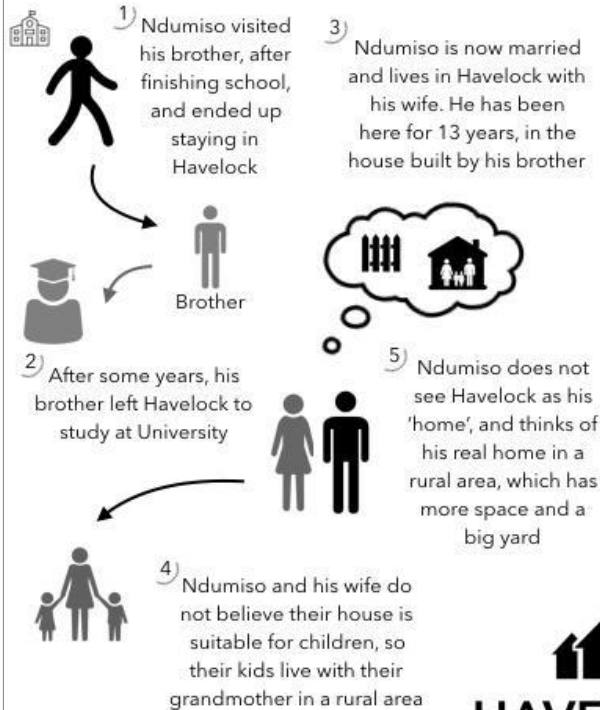 1)
Ndumiso visited
his brother, after
finishing school,
and ended up
staying in
Havelock
Brother
2)
After some years, his
brother left Havelock to
study at University
3)
Ndumiso is now married
and lives in Havelock with
his wife. He has been
here for 13 years, in the
house built by his brother
4)
Ndumiso and his wife do
not believe their house is
suitable for children, so
their kids live with their
grandmother in a rural area
5)
Ndumiso does not
see Havelock as his
'home', and thinks of
his real home in a
rural area, which has
more space and a
big yard